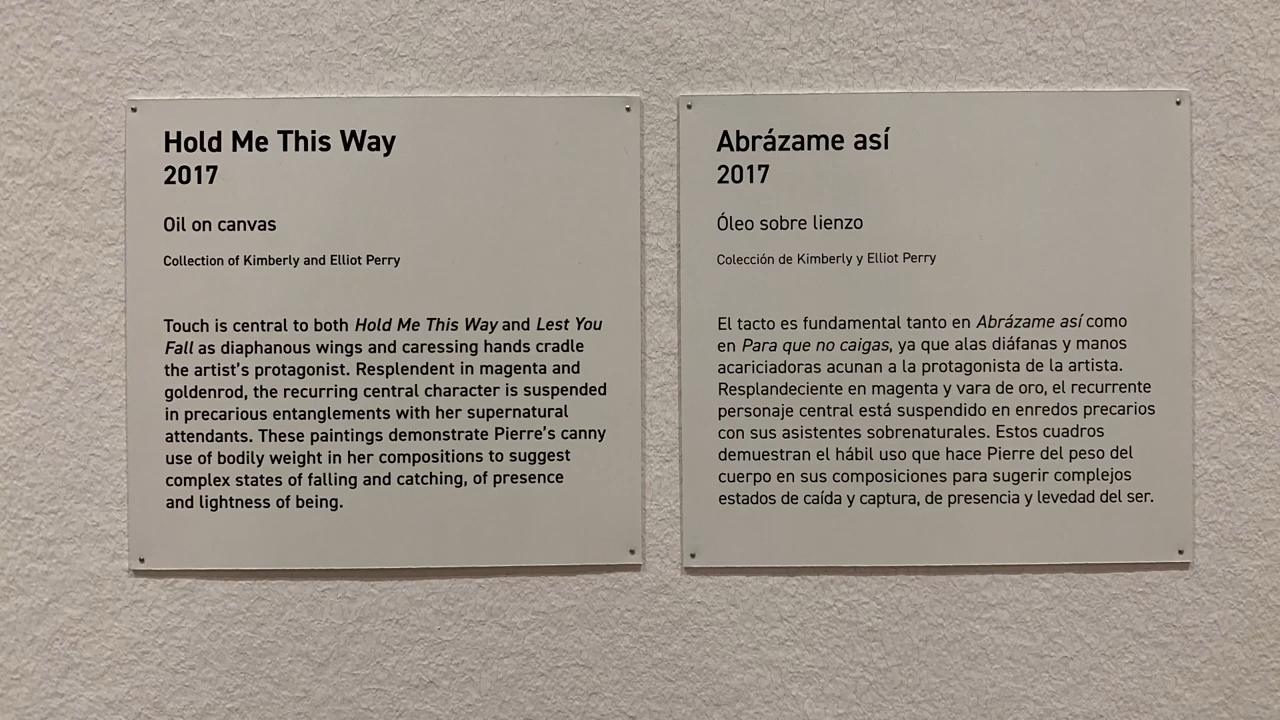 Hold Me This Way
2017
Oil on canvas
Collection of Kimberly and Elliot Perry
Touch is central to both Hold Me This Way and Lest You
Fall as diaphanous wings and caressing hands cradle
the artist's protagonist. Resplendent in magenta and
goldenrod, the recurring central character is suspended
in precarious entanglements with her supernatural
attendants. These paintings demonstrate Pierre's canny
use of bodily weight in her compositions to suggest
complex states of falling and catching, of presence
and lightness of being.
Abrázame así
2017
Óleo sobre lienzo
Colección de Kimberly y Elliot Perry
El tacto es fundamental tanto en Abrázame así como
en Para que no caigas, ya que alas diáfanas y manos
acariciadoras acunan a la protagonista de la artista.
Resplandeciente en magenta y vara de oro, el recurrente
personaje central está suspendido en enredos precarios
con sus asistentes sobrenaturales. Estos cuadros
demuestran el hábil uso que hace Pierre del peso del
cuerpo en sus composiciones para sugerir complejos
estados de caída y captura, de presencia y levedad del ser.